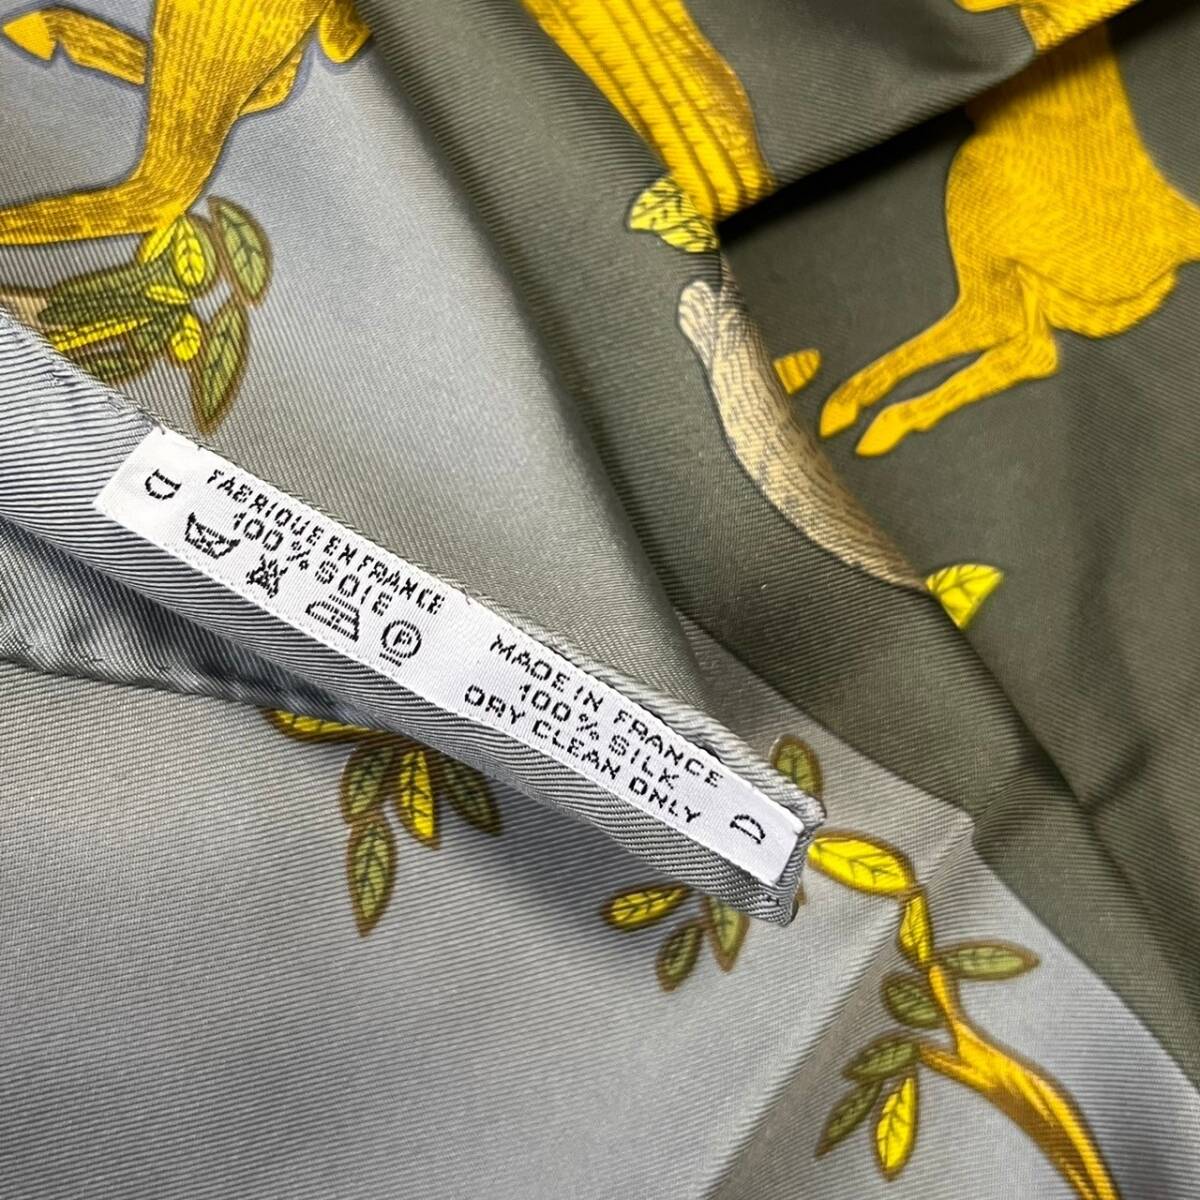 D
FABRIQUE EN FRANCE
100% SOIE
P
MADE IN FRANCE
100% SILK
DRY CLEAN ONLY
D